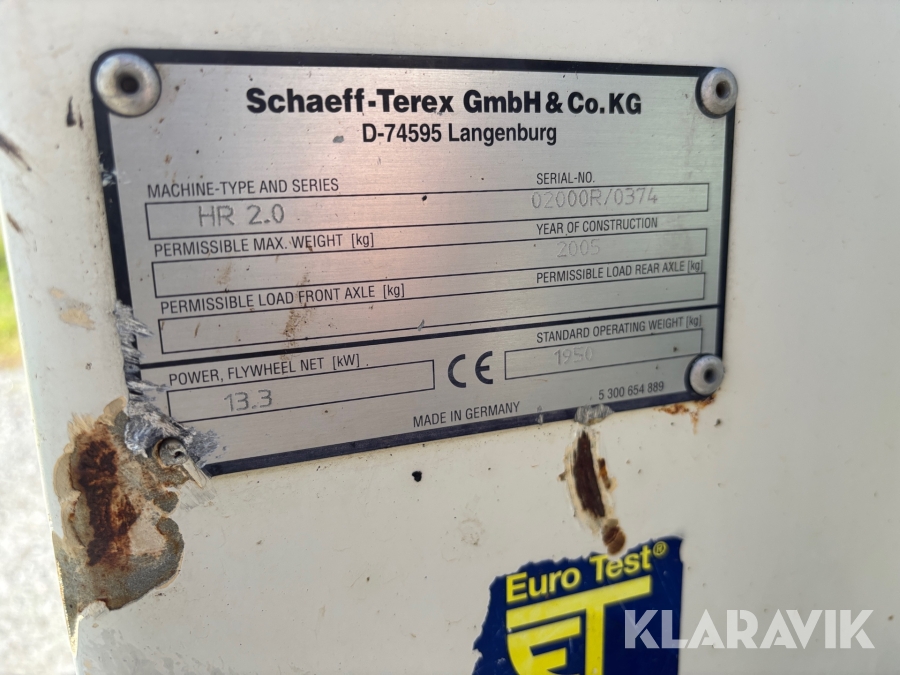 Schaeff-Terex GmbH & Co. KG
D-74595 Langenburg
MACHINE-TYPE AND SERIES
SERIAL-NO.
HR 2.0
02000R/0374
PERMISSIBLE MAX. WEIGHT [kg]
YEAR OF CONSTRUCTION
2005
PERMISSIBLE LOAD FRONT AXLE [kg]
PERMISSIBLE LOAD REAR AXLE [kg]
POWER, FLYWHEEL NET [kW]
STANDARD OPERATING WEIGHT [kg]
13.3
CE
1950
MADE IN GERMANY
5 300 654 889
Euro Test®
ET
KLARAVIK